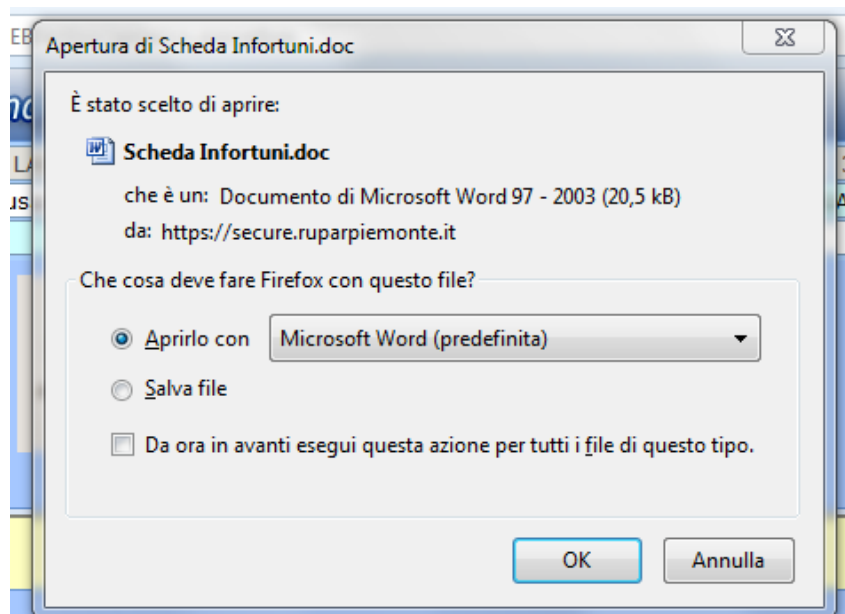 EB
Apertura di Scheda Infortuni.doc
È stato scelto di aprire:
Scheda Infortuni.doc
LA
che è un: Documento di Microsoft Word 97 - 2003 (20,5 kB)
us
da: https://secure.ruparpiemonte.it
Che cosa deve fare Firefox con questo file?
Aprirlo con Microsoft Word (predefinita)
Salva file
Da ora in avanti esegui questa azione per tutti i file di questo tipo.
OK Annulla